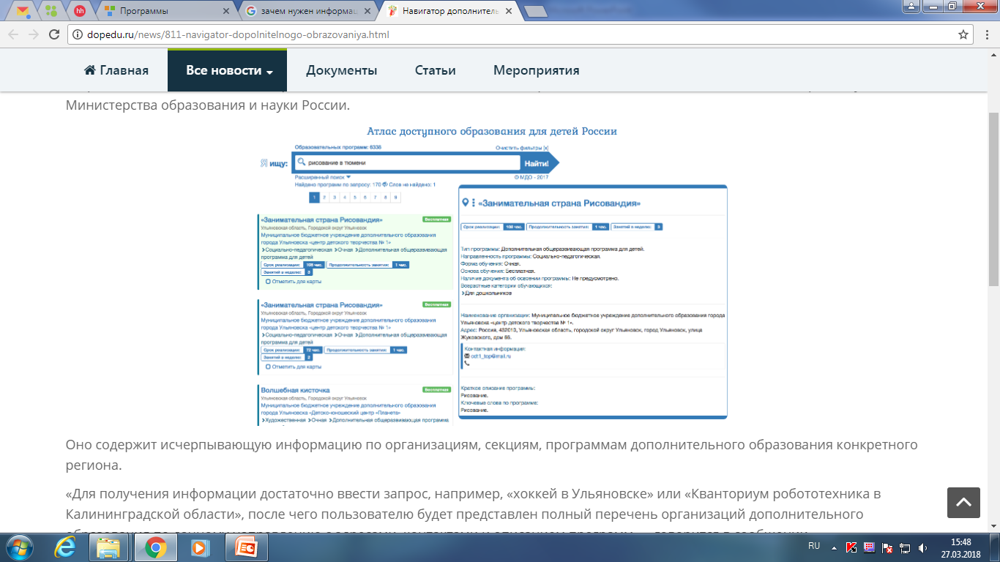 Программы
зачем нужен информац
Навигатор дополнитель
dopedu.ru/news/811-navigator-dopolnitelnogo-obrazovaniya.html
Главная Все новости Документы Статьи Мероприятия
Министерства образования и науки России.
Атлас доступного образования для детей России
Образовательных программ: 6336 Очистить фильтры [x]
Я ищу: рисование в тюмени Найти!
Расширенный поиск © МДО - 2017
Найдено программ по запросу: 170 Слов не найдено: 1
1 2 3 4 5 6 7 8 9
«Занимательная страна Рисовандия» Бесплатная
Ульяновская область, Городской округ Ульяновск
Муниципальное бюджетное учреждение дополнительного образования
города Ульяновска «центр детского творчества № 1»
Социально-педагогическая Очная Дополнительная общеразвивающая
программа для детей
Срок реализации: 108 час. Продолжительность занятия: 1 час.
Занятий в неделю: 3
Отметить для карты
«Занимательная страна Рисовандия» Бесплатная
Ульяновская область, Городской округ Ульяновск
Муниципальное бюджетное учреждение дополнительного образования
города Ульяновска «центр детского творчества № 1»
Социально-педагогическая Очная Дополнительная общеразвивающая
программа для детей
Срок реализации: 72 час. Продолжительность занятия: 1 час.
Занятий в неделю: 2
Отметить для карты
Волшебная кисточка Бесплатная
Ульяновская область, Городской округ Ульяновск
Муниципальное бюджетное учреждение дополнительного образования
города Ульяновска «Детско-юношеский центр «Планета»
Художественная Очная Дополнительная общеразвивающая программа
«Занимательная страна Рисовандия»
Срок реализации: 108 час. Продолжительность занятия: 1 час. Занятий в неделю: 3
Тип программы: Дополнительная общеразвивающая программа для детей.
Направленность программы: Социально-педагогическая.
Форма обучения: Очная.
Основа обучения: Бесплатная.
Наличие документа об освоении программы: Не предусмотрено.
Возрастные категории обучающихся:
Для дошкольников
Наименование организации: Муниципальное бюджетное учреждение дополнительного образования города
Ульяновска «центр детского творчества № 1».
Адрес: Россия, 432013, Ульяновская область, городской округ Ульяновск, город Ульяновск, улица
Жуковского, дом
Контактная информация:
Краткое описание программы:
Рисование.
Ключевые слова по программе:
Рисование.
Оно содержит исчерпывающую информацию по организациям, секциям, программам дополнительного образования конкретного
региона.
«Для получения информации достаточно ввести запрос, например, «хоккей в Ульяновске» или «Кванториум робототехника в
Калининградской области», после чего пользователю будет представлен полный перечень организаций дополнительного
RU 15:48
27.03.2018